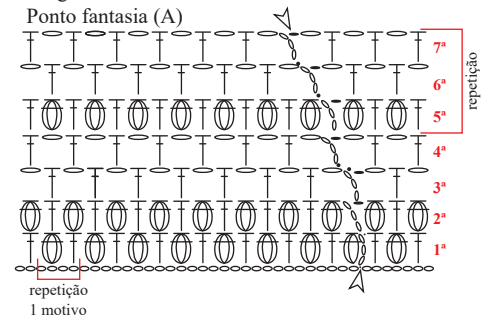 Ponto fantasia (A)
7ª
6ª
5ª
repetição
4ª
3ª
2ª
1ª
repetição
1 motivo